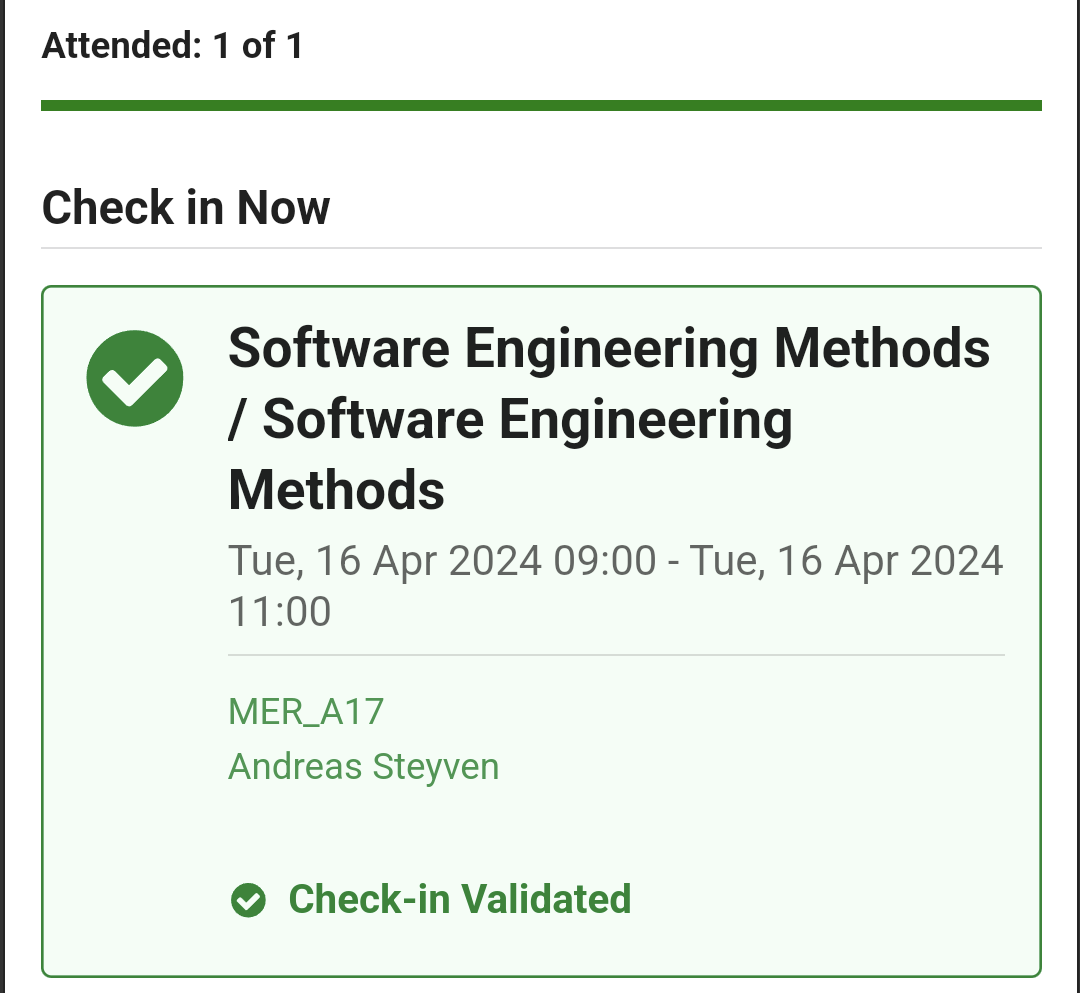 Attended: 1 of 1
Check in Now
Software Engineering Methods
/ Software Engineering
Methods
Tue, 16 Apr 2024 09:00 - Tue, 16 Apr 2024
11:00
MER_A17
Andreas Steyven
Check-in Validated